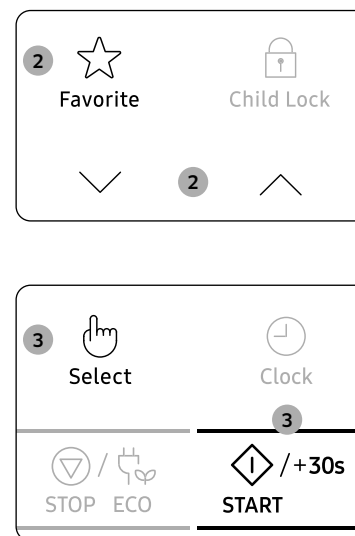 2
Favorite Child Lock
2
3
Select Clock
3
/ / +30s
STOP ECO START